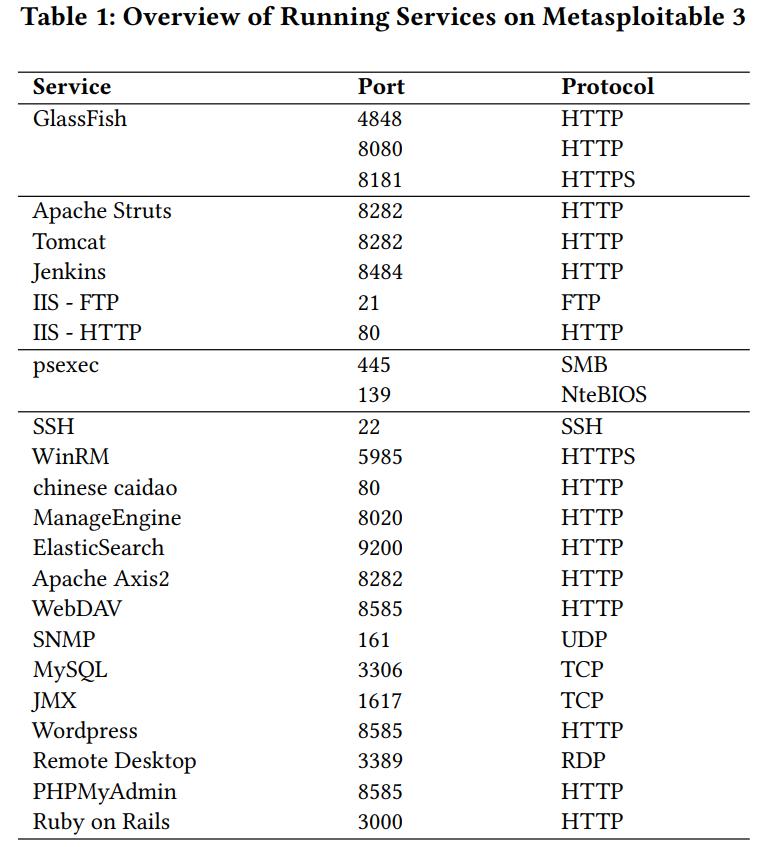 Table 1: Overview of Running Services on Metasploitable 3
Service Port Protocol
GlassFish 4848 HTTP
8080 HTTP
8181 HTTPS
Apache Struts 8282 HTTP
Tomcat 8282 HTTP
Jenkins 8484 HTTP
IIS - FTP 21 FTP
IIS - HTTP 80 HTTP
psexec 445 SMB
139 NteBIOS
SSH 22 SSH
WinRM 5985 HTTPS
chinese caidao 80 HTTP
ManageEngine 8020 HTTP
ElasticSearch 9200 HTTP
Apache Axis2 8282 HTTP
WebDAV 8585 HTTP
SNMP 161 UDP
MySQL 3306 TCP
JMX 1617 TCP
Wordpress 8585 HTTP
Remote Desktop 3389 RDP
PHPMyAdmin 8585 HTTP
Ruby on Rails 3000 HTTP